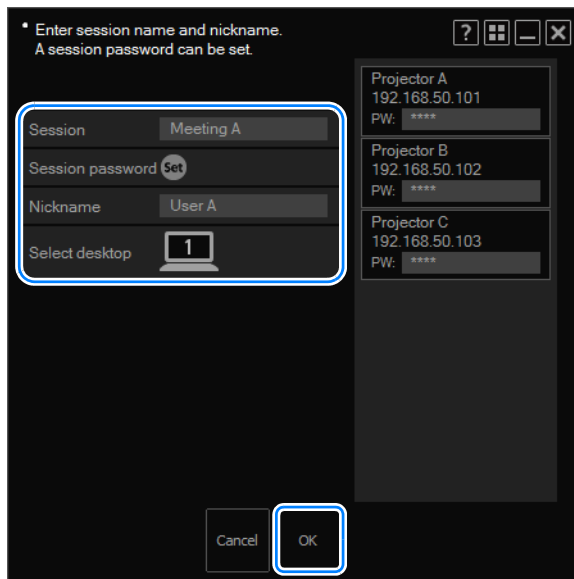 • Enter session name and nickname.
A session password can be set.
?
Session Meeting A
Session password Set
Nickname User A
Select desktop 1
Projector A
192.168.50.101
PW: ****
Projector B
192.168.50.102
PW: ****
Projector C
192.168.50.103
PW: ****
Cancel OK